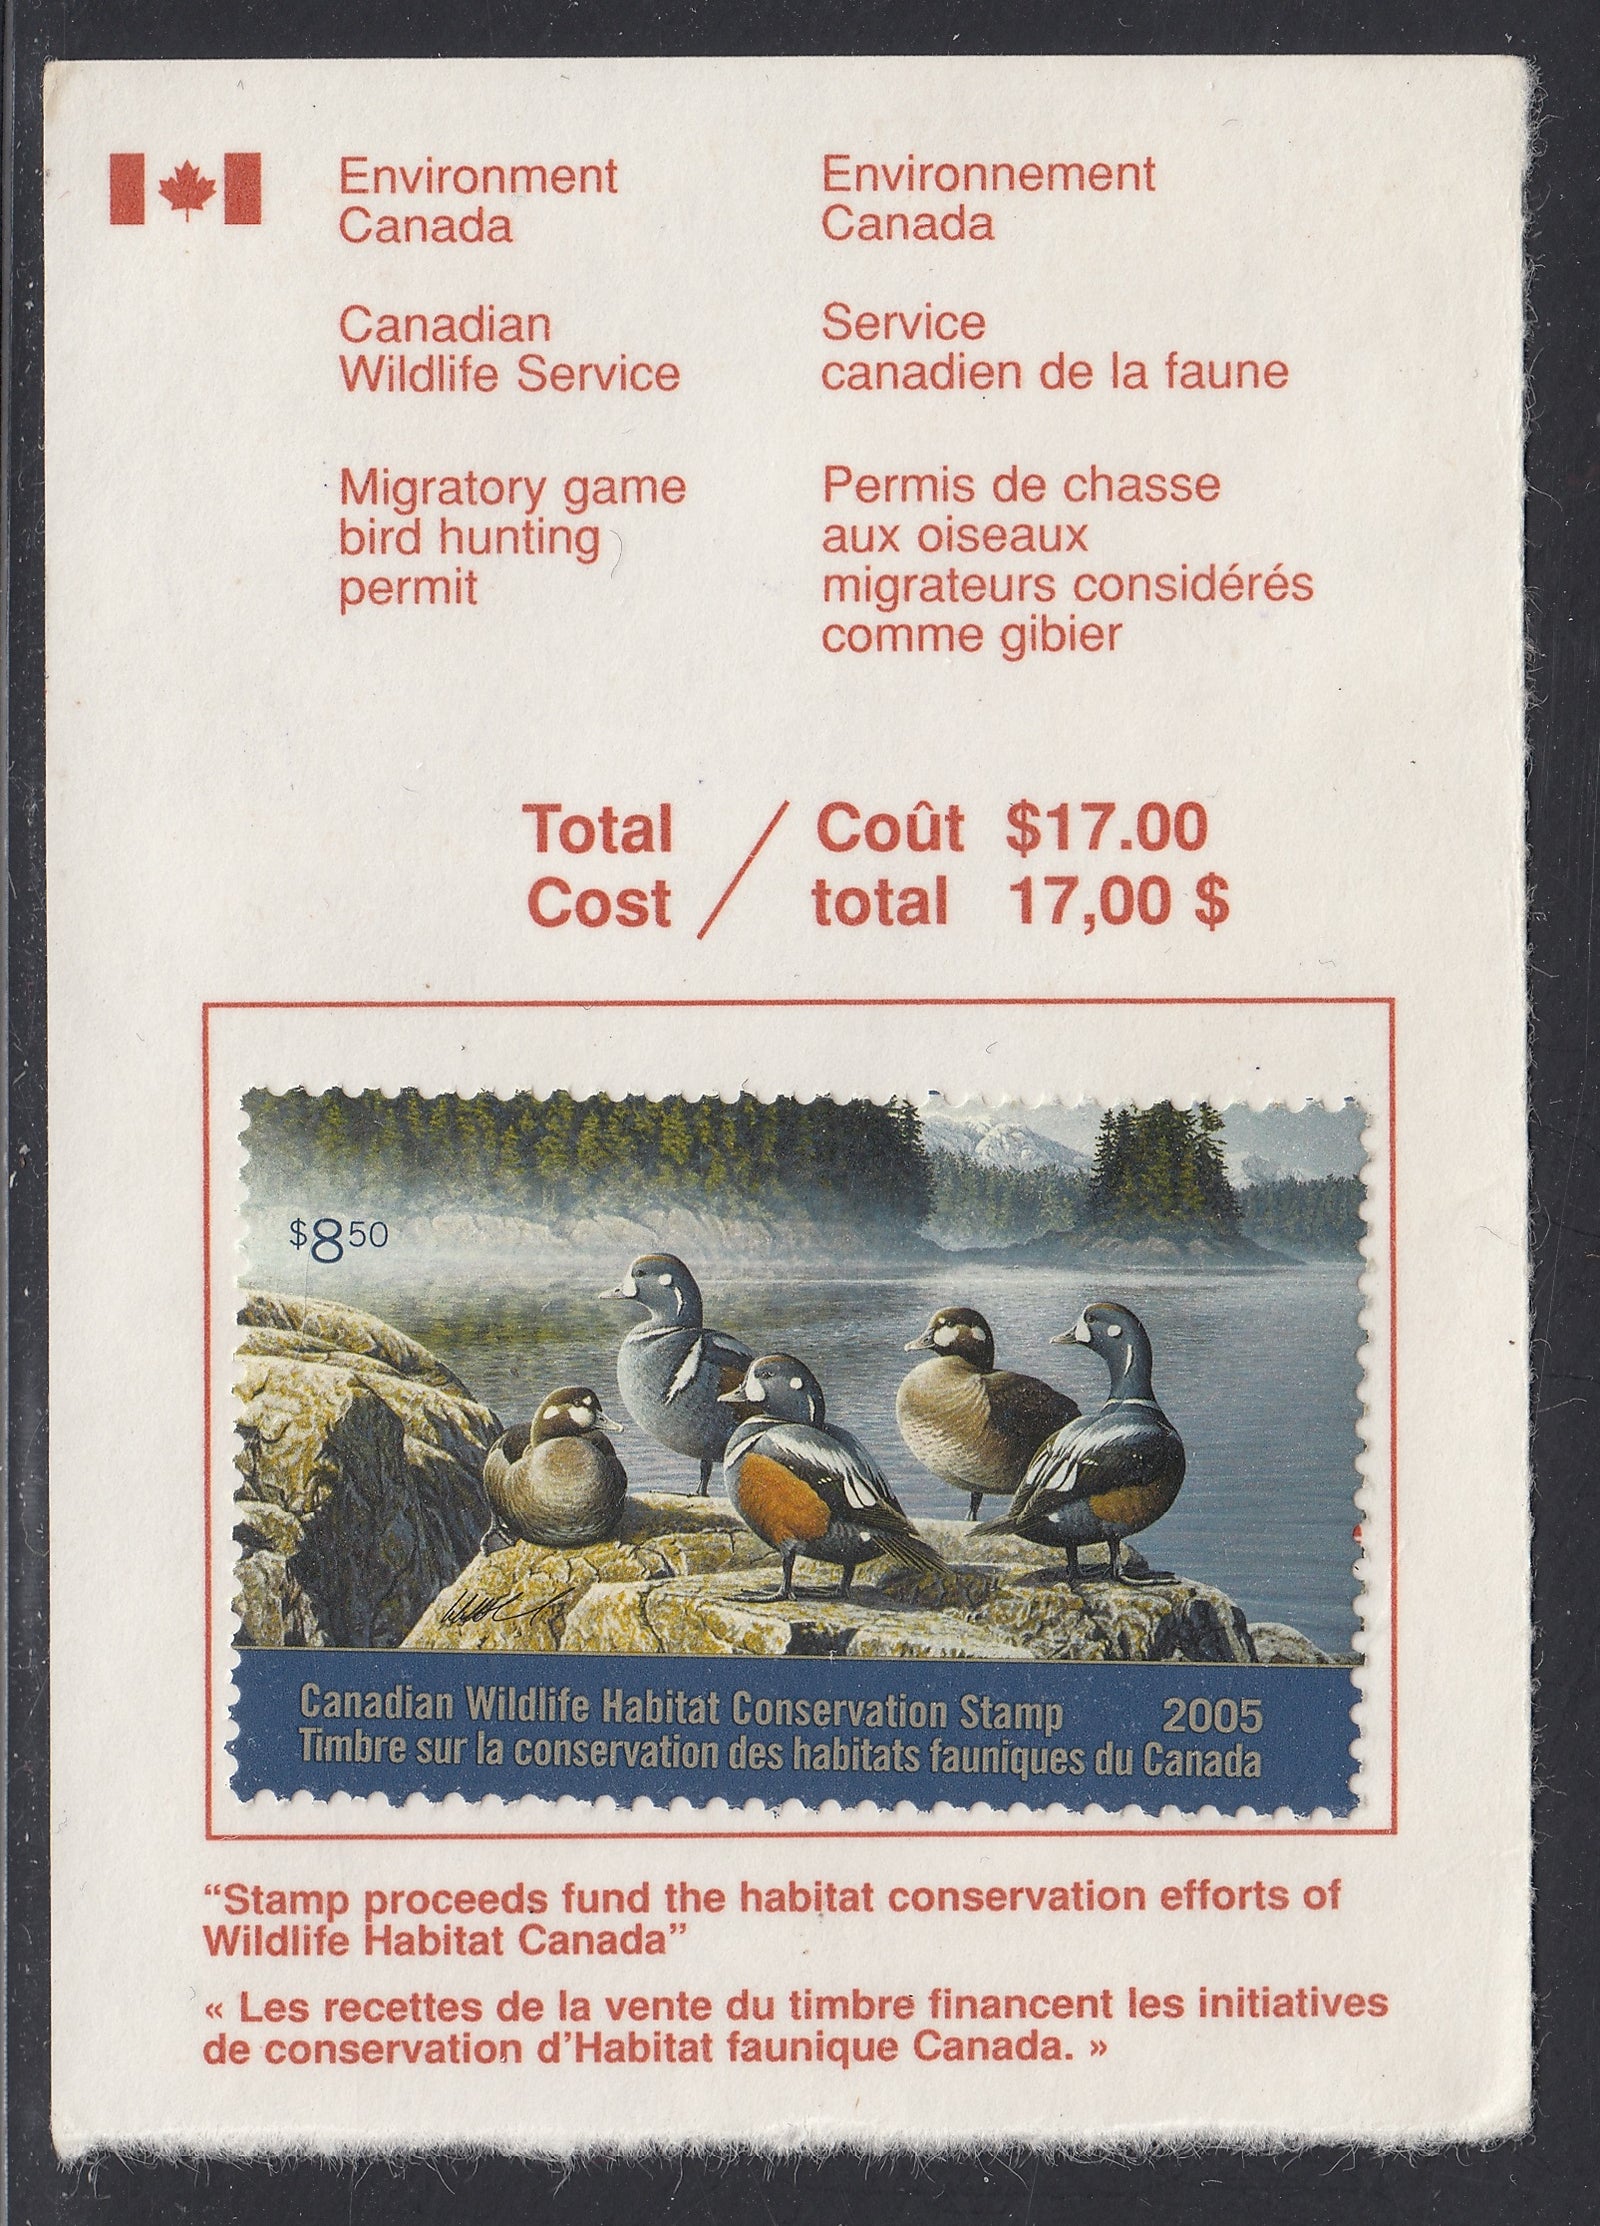 Environment
Canada
Environnement
Canada
Canadian
Wildlife Service
Service
canadien de la faune
Migratory game
bird hunting
permit
Permis de chasse
aux oiseaux
migrateurs considérés
comme gibier
Total / Coût $17.00
Cost total 17,00 $
$850
Canadian Wildlife Habitat Conservation Stamp 2005
Timbre sur la conservation des habitats fauniques du Canada
“Stamp proceeds fund the habitat conservation efforts of
Wildlife Habitat Canada”
« Les recettes de la vente du timbre financent les initiatives
de conservation d’Habitat faunique Canada. »